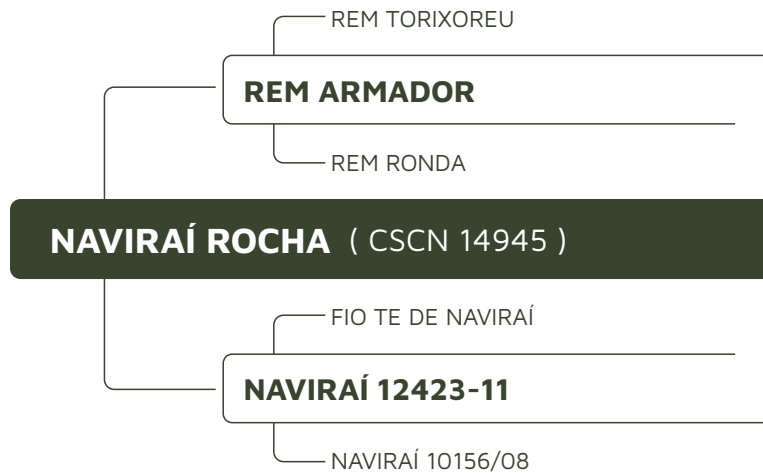 REM TORIXOREU
REM ARMADOR
REM RONDA
NAVIRAÍ ROCHA ( CSCN 14945 )
FIO TE DE NAVIRAÍ
NAVIRAÍ 12423-11
NAVIRAÍ 10156/08